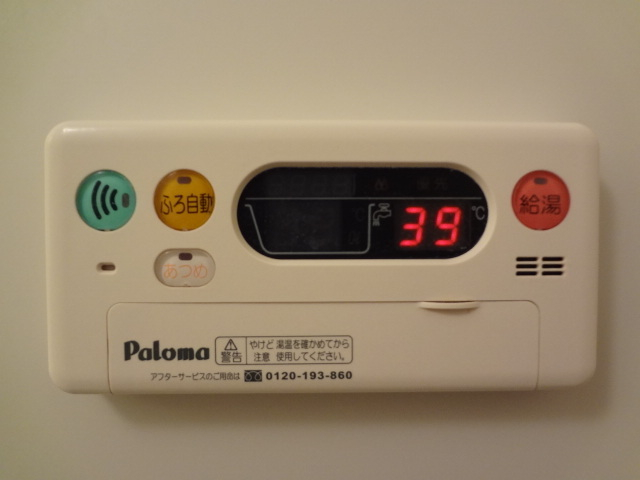 ふろ自動
39℃
給湯
あつめ
Paloma
警告
やけど注意
湯温を確かめてから使用してください。
アフターサービスのご用命は 0120-193-860